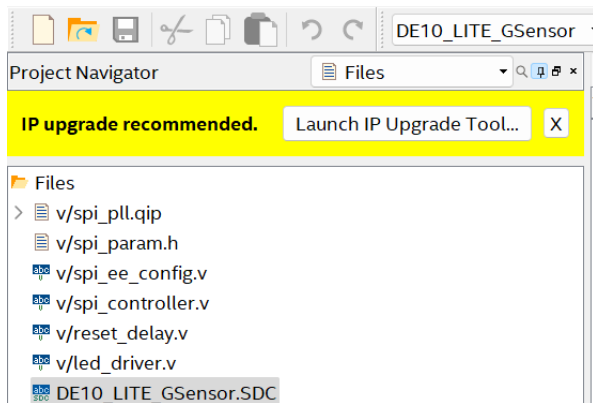 DE10_LITE_GSensor
Project Navigator
Files
IP upgrade recommended.
Launch IP Upgrade Tool...
X
Files
v/spi_pll.qip
v/spi_param.h
v/spi_ee_config.v
v/spi_controller.v
v/reset_delay.v
v/led_driver.v
DE10_LITE_GSensor.SDC